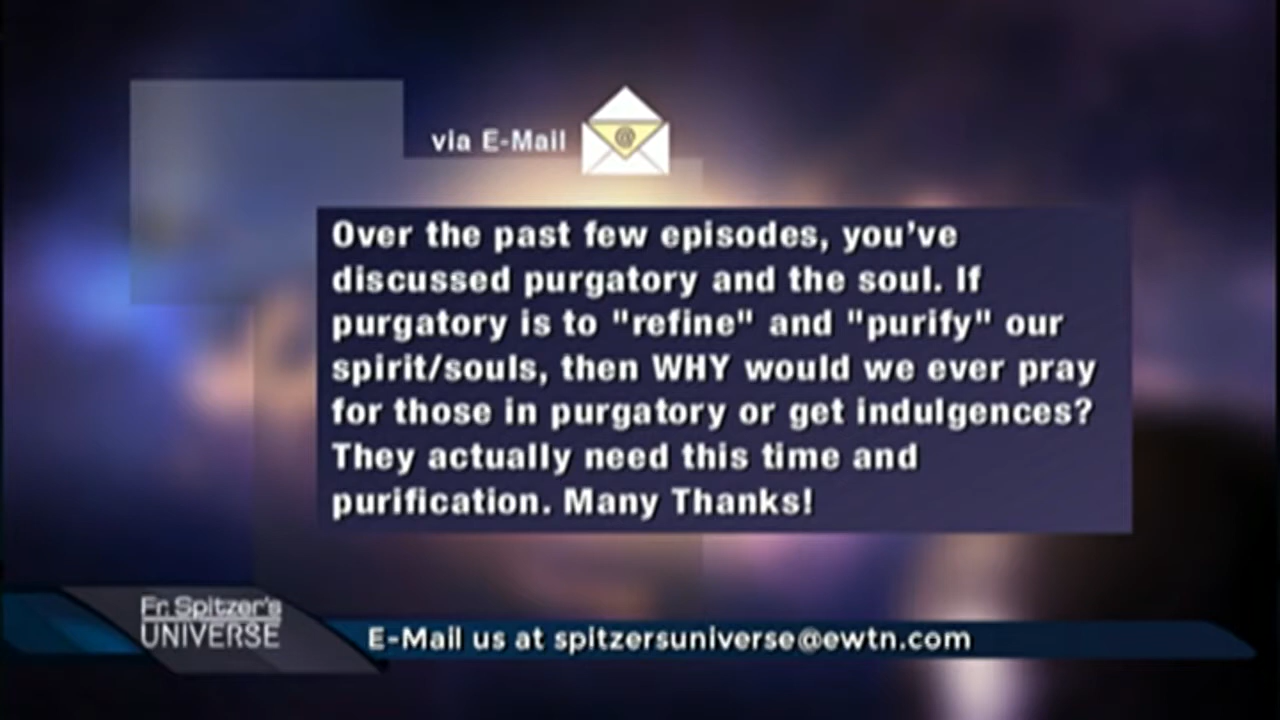 via E-Mail @
Over the past few episodes, you've
discussed purgatory and the soul. If
purgatory is to "refine" and "purify" our
spirit/souls, then WHY would we ever pray
for those in purgatory or get indulgences?
They actually need this time and
purification. Many Thanks!
Fr. Spitzer's
UNIVERSE
E-Mail us at spitzersuniverse@ewtn.com